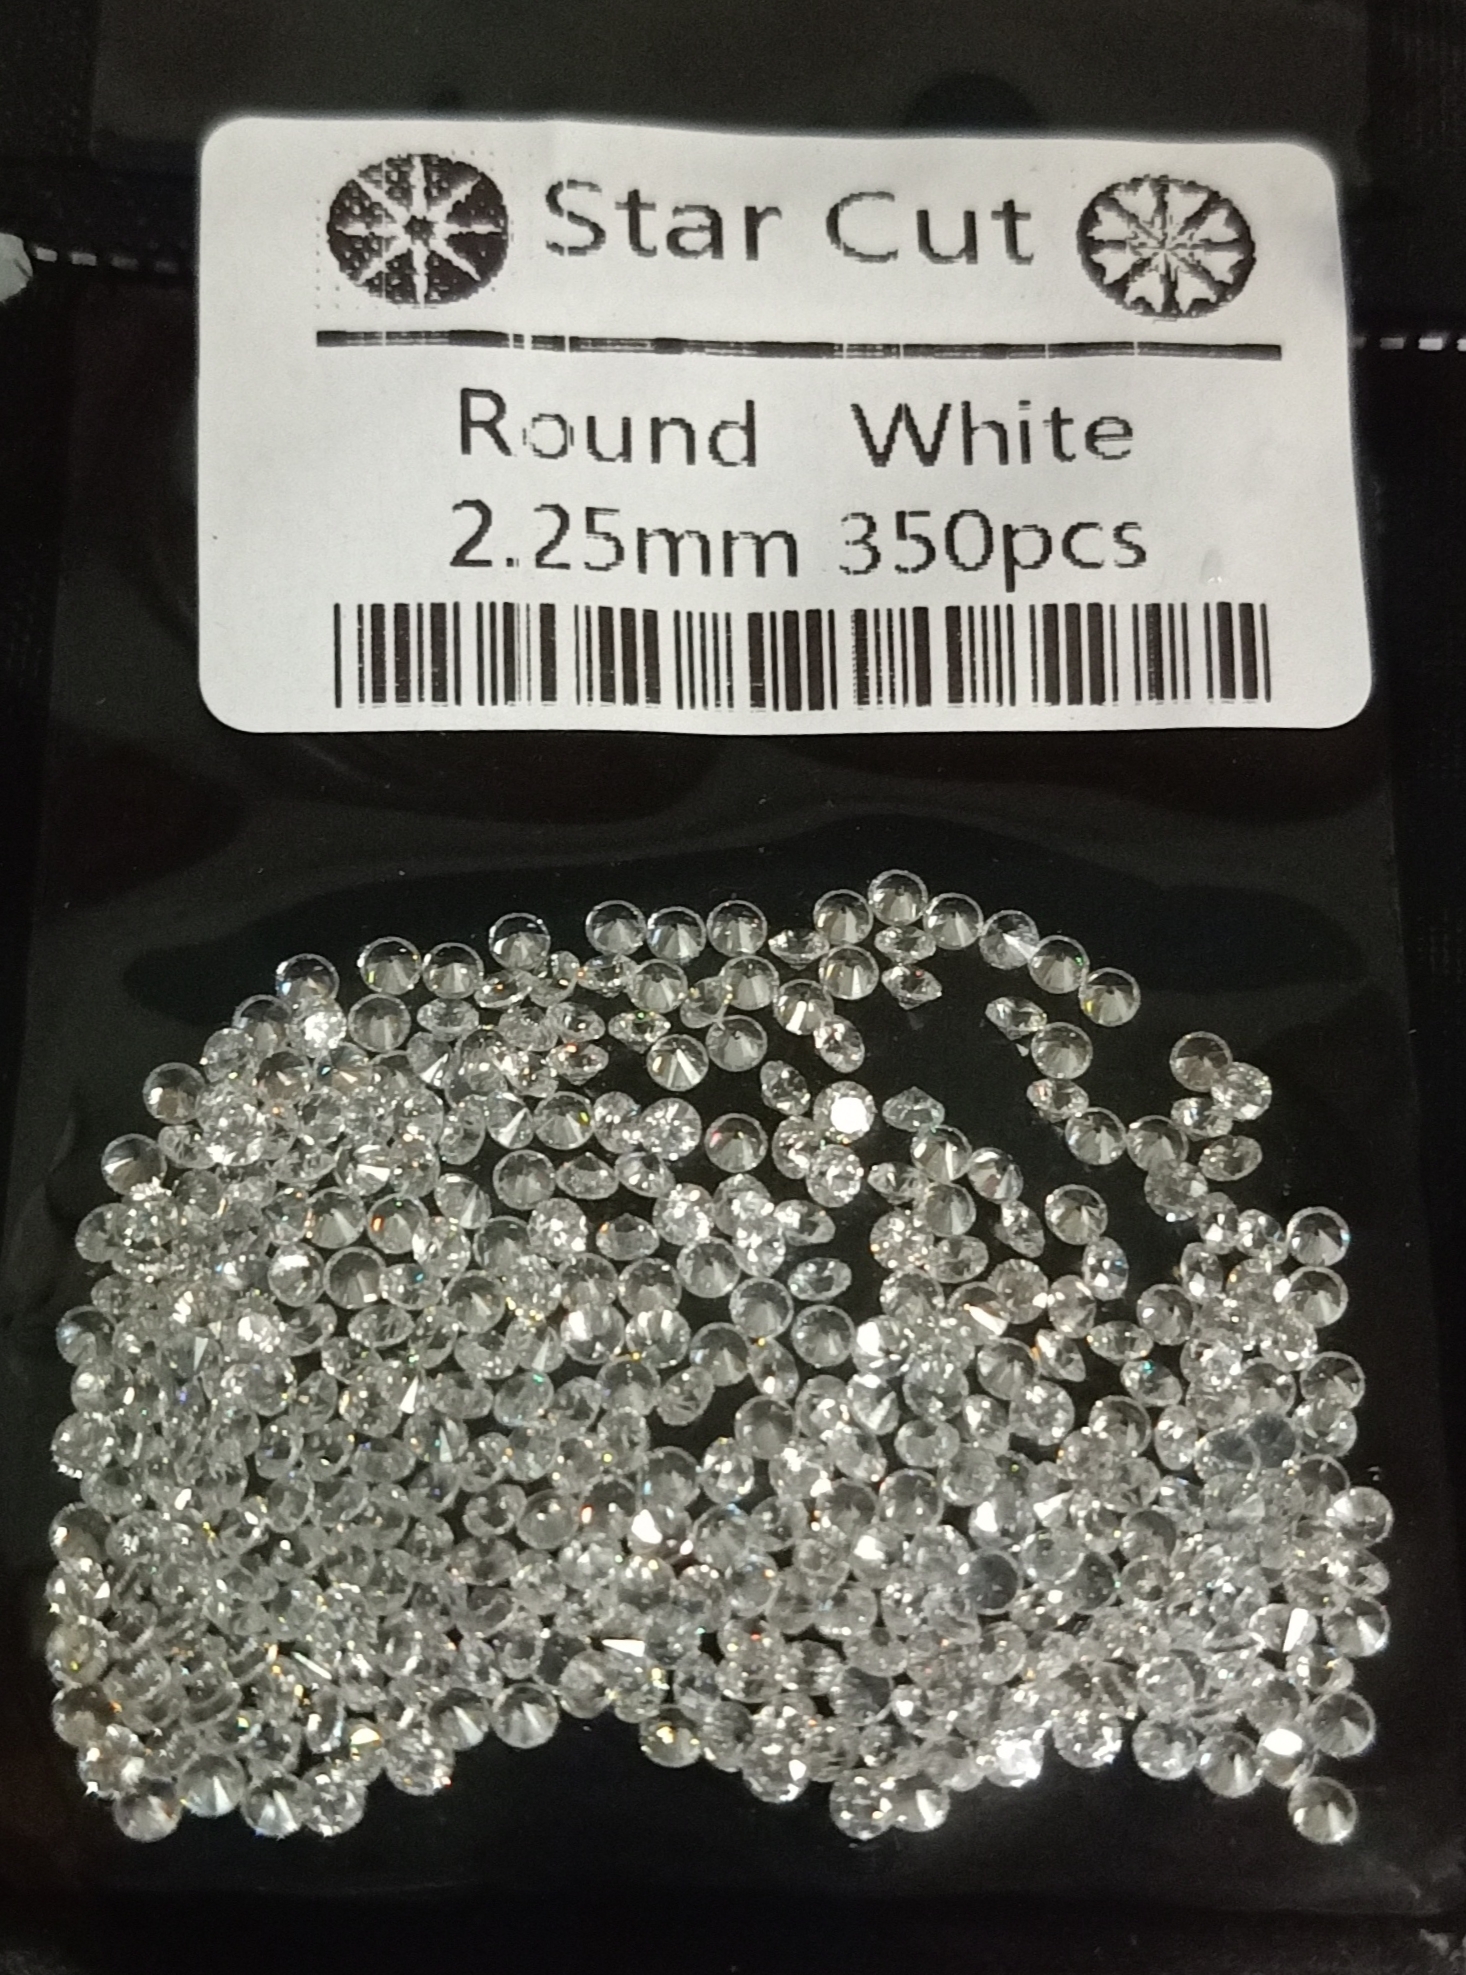 Star Cut
Round White
2.25mm 350pcs